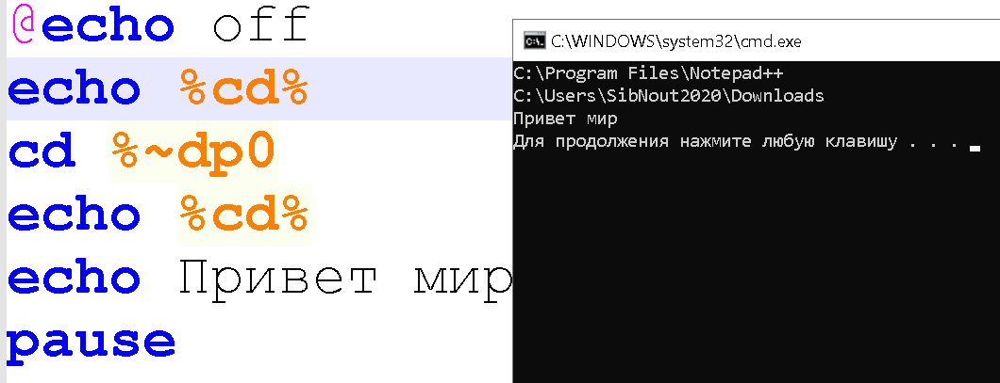 @echo off
echo %cd%
cd %~dp0
echo %cd%
echo Привет мир
pause
C:\WINDOWS\system32\cmd.exe
C:\Program Files\Notepad++
C:\Users\SibNout2020\Downloads
Привет мир
Для продолжения нажмите любую клавишу . . .